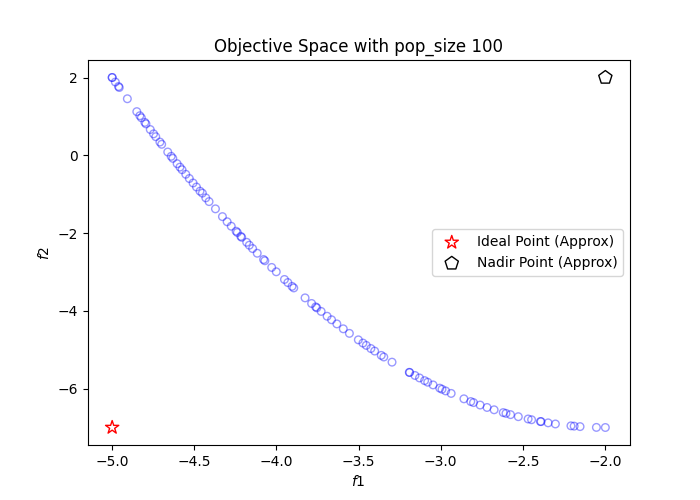 Objective Space with pop_size 100
2
0
−2
−4
−6
f2
Ideal Point (Approx)
Nadir Point (Approx)
−5.0 −4.5 −4.0 −3.5 −3.0 −2.5 −2.0
f1